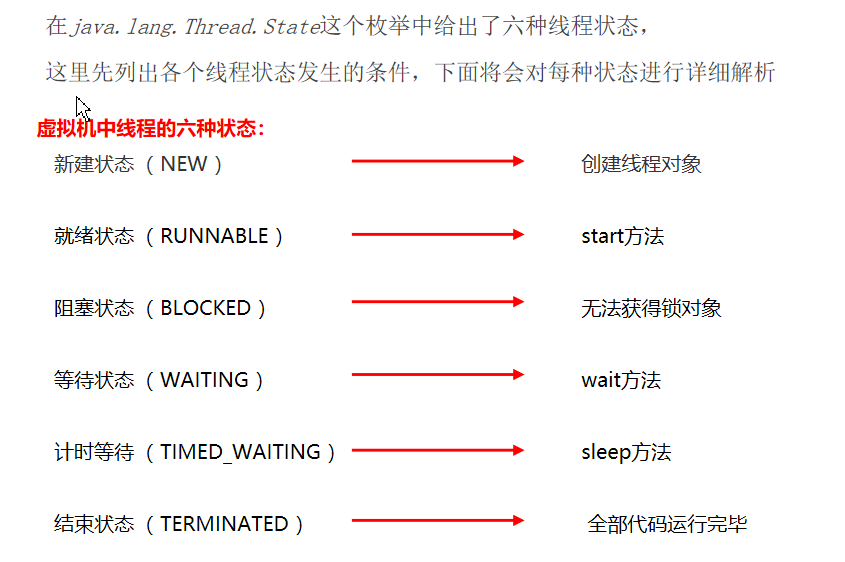 在java.lang.Thread.State这个枚举中给出了六种线程状态，
这里先列出各个线程状态发生的条件，下面将会对每种状态进行详细解析
虚拟机中线程的六种状态：
新建状态（NEW） 创建线程对象
就绪状态（RUNNABLE） start方法
阻塞状态（BLOCKED） 无法获得锁对象
等待状态（WAITING） wait方法
计时等待（TIMED_WAITING） sleep方法
结束状态（TERMINATED） 全部代码运行完毕